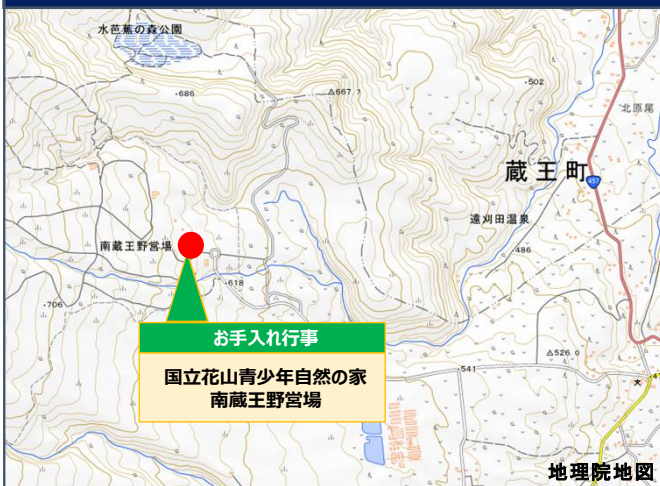 水芭蕉の森公園
・686
△667.7
・502
北原尾
蔵王町
457
遠刈田温泉
・486
南蔵王野営場
・618
・706
お手入れ行事
国立花山青少年自然の家
南蔵王野営場
・541
△526.0
地理院地図